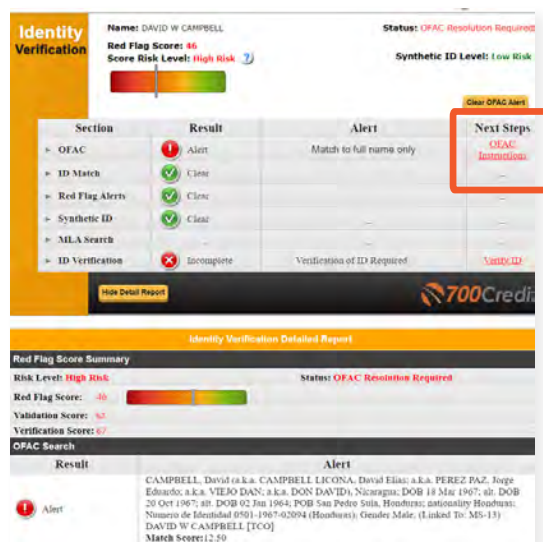 Identity
Verification
Name: DAVID W CAMPBELL
Status: OFAC Resolution Required
Red Flag Score: 46
Score Risk Level: High Risk ?
Synthetic ID Level: Low Risk
Clear OFAC Alert
Section Result Alert Next Steps
OFAC Alert Match to full name only OFAC
Instructions
ID Match Clear ...
Red Flag Alerts Clear
Synthetic ID Clear ... ...
MLA Search ... ...
ID Verification Incomplete Verification of ID Required Verify ID
Hide Detail Report
700Credi
Identity Verification Detailed Report
Red Flag Score Summary
Risk Level: High Risk Status: OFAC Resolution Required
Red Flag Score: 46
Validation Score:
Verification Score: 67
OFAC Search
Result Alert
Alert
CAMPBELL, David (a.k.a. CAMPBELL LICONA, David Elias; a.k.a. PEREZ PAZ, Jorge
Eduardo; a.k.a. VIEJO DAN; a.k.a. DON DAVID), Nicaragua; DOB 18 Mar 1967; alt. DOB
20 Oct 1967; alt. DOB 02 Jan 1964; POB San Pedro Sula, Honduras; nationality Honduras;
Numero de Identidad 0501-1967-02094 (Honduras); Gender Male, (Linked To: MS-13)
DAVID W CAMPBELL [TCO]
Match Score:12.50